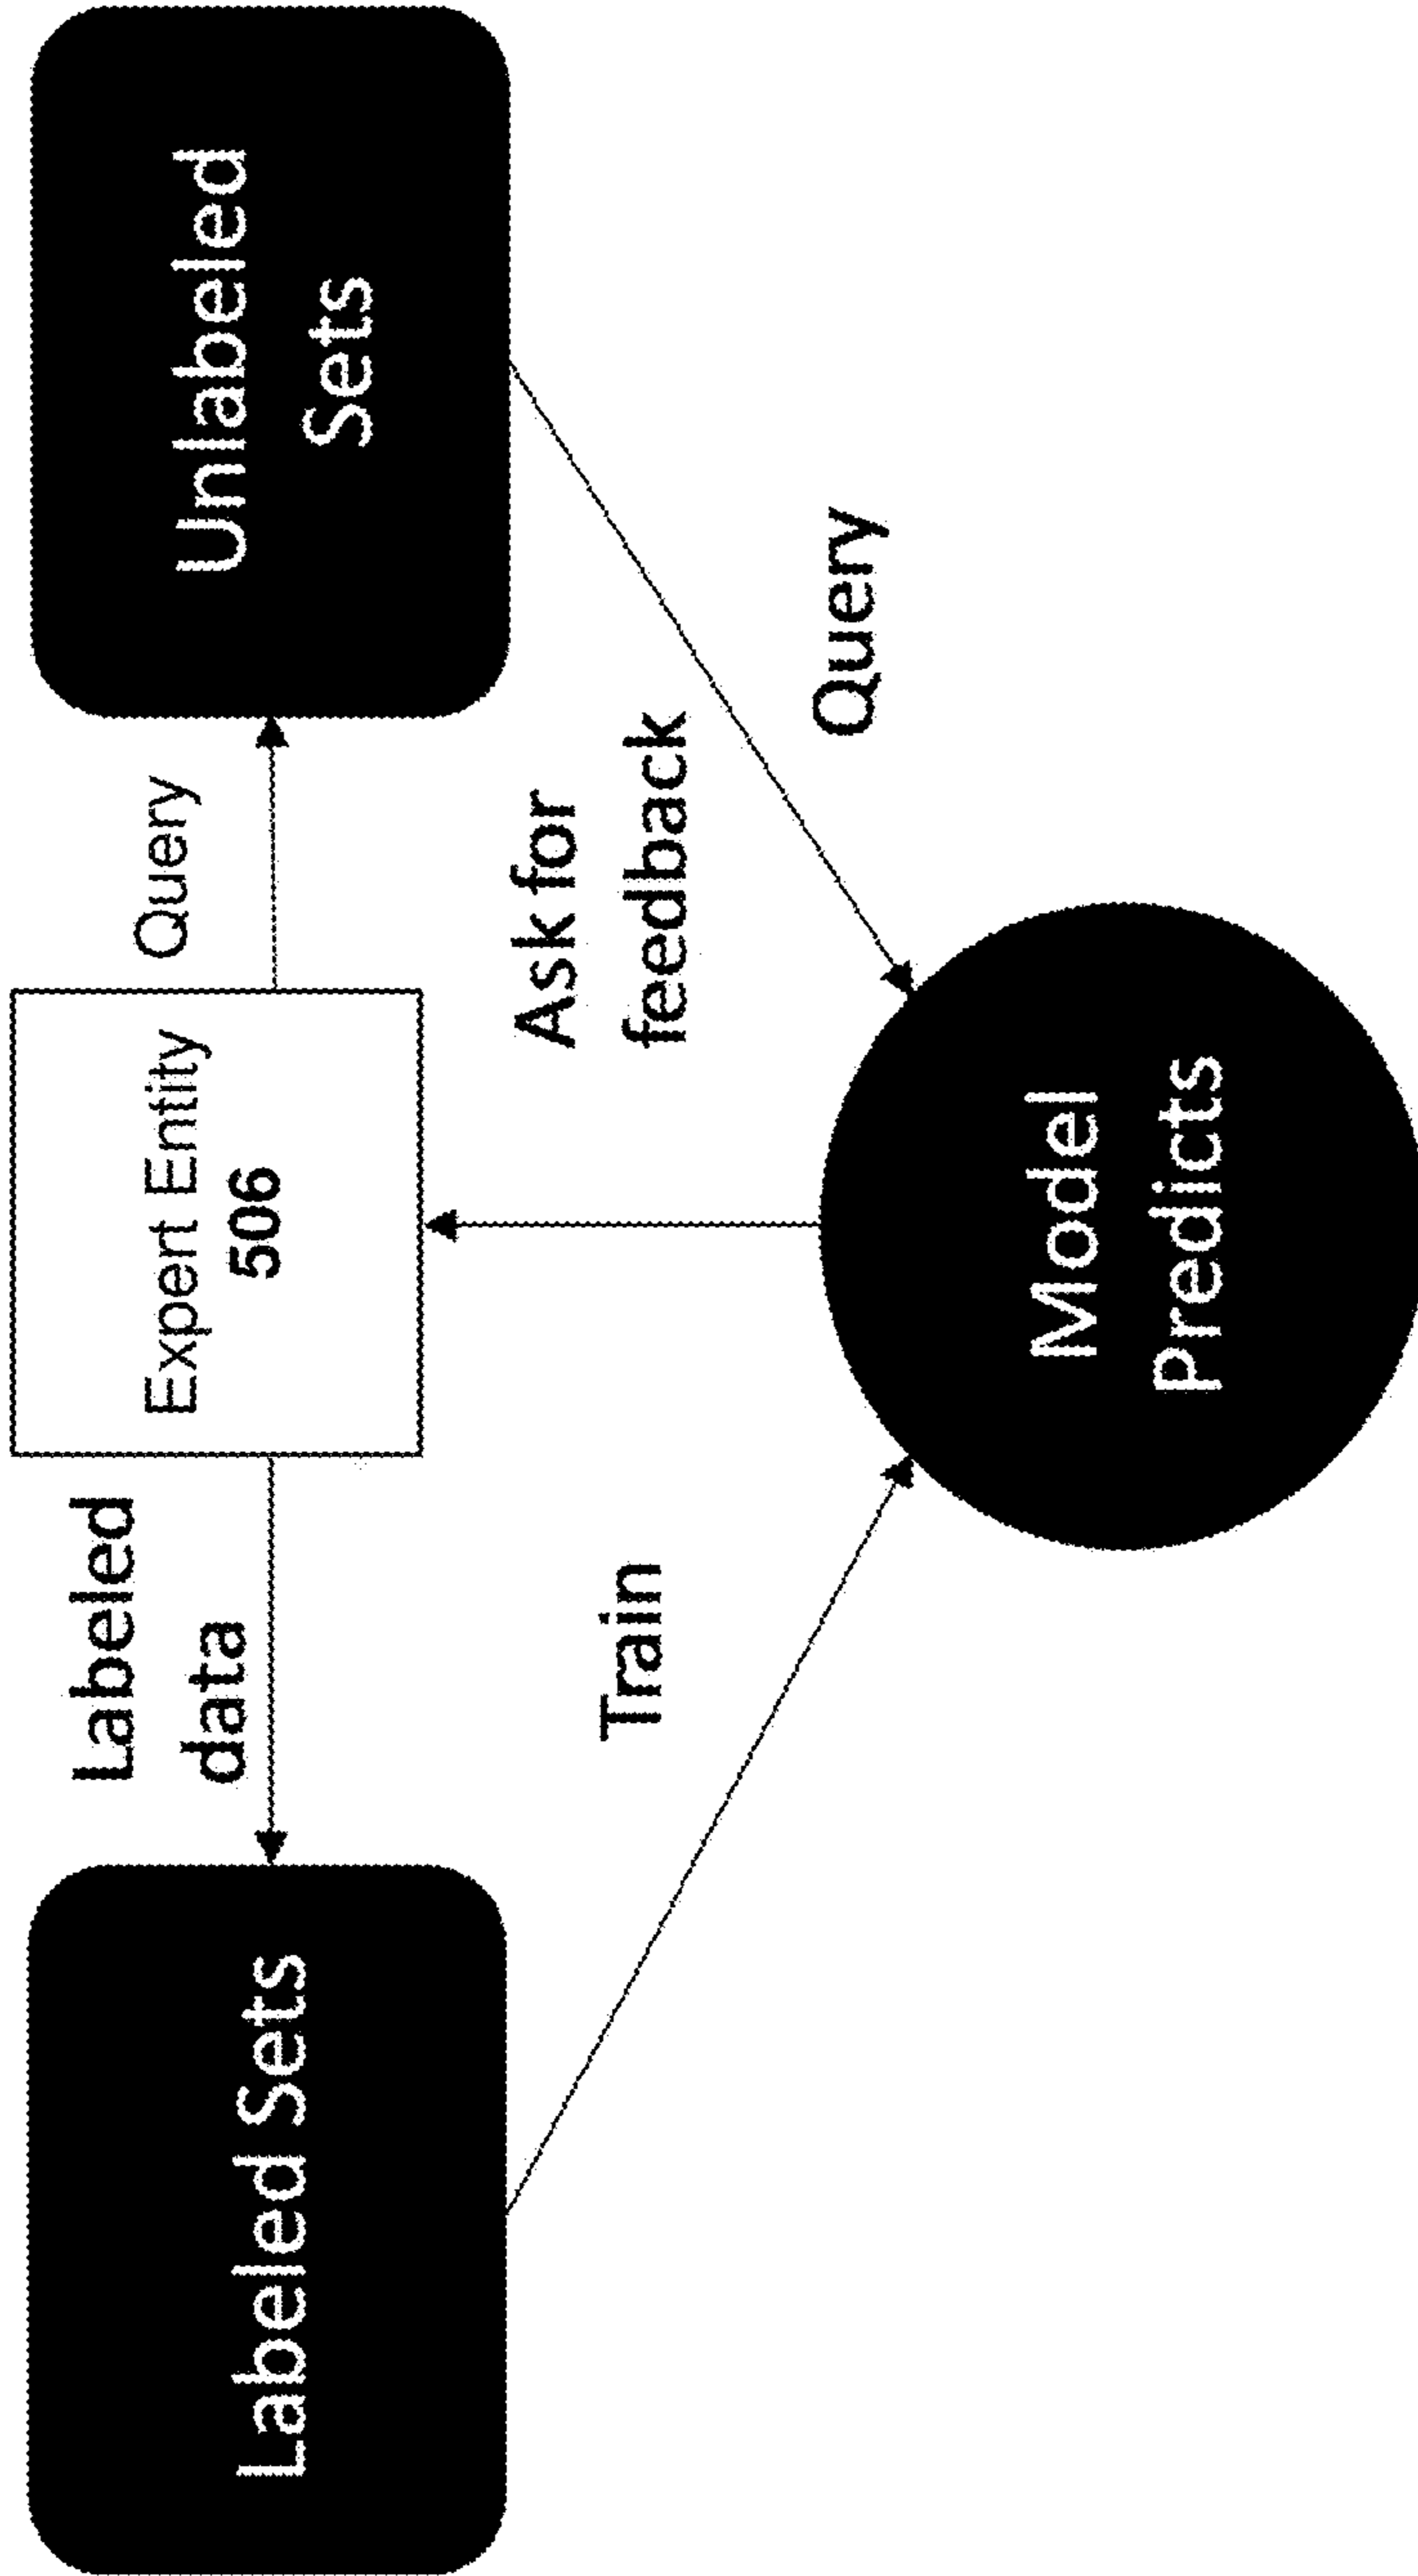 Labeled Sets
Labeled
data
Expert Entity
506
Query
Unlabeled
Sets
Train
Ask for
feedback
Query
Model
Predicts